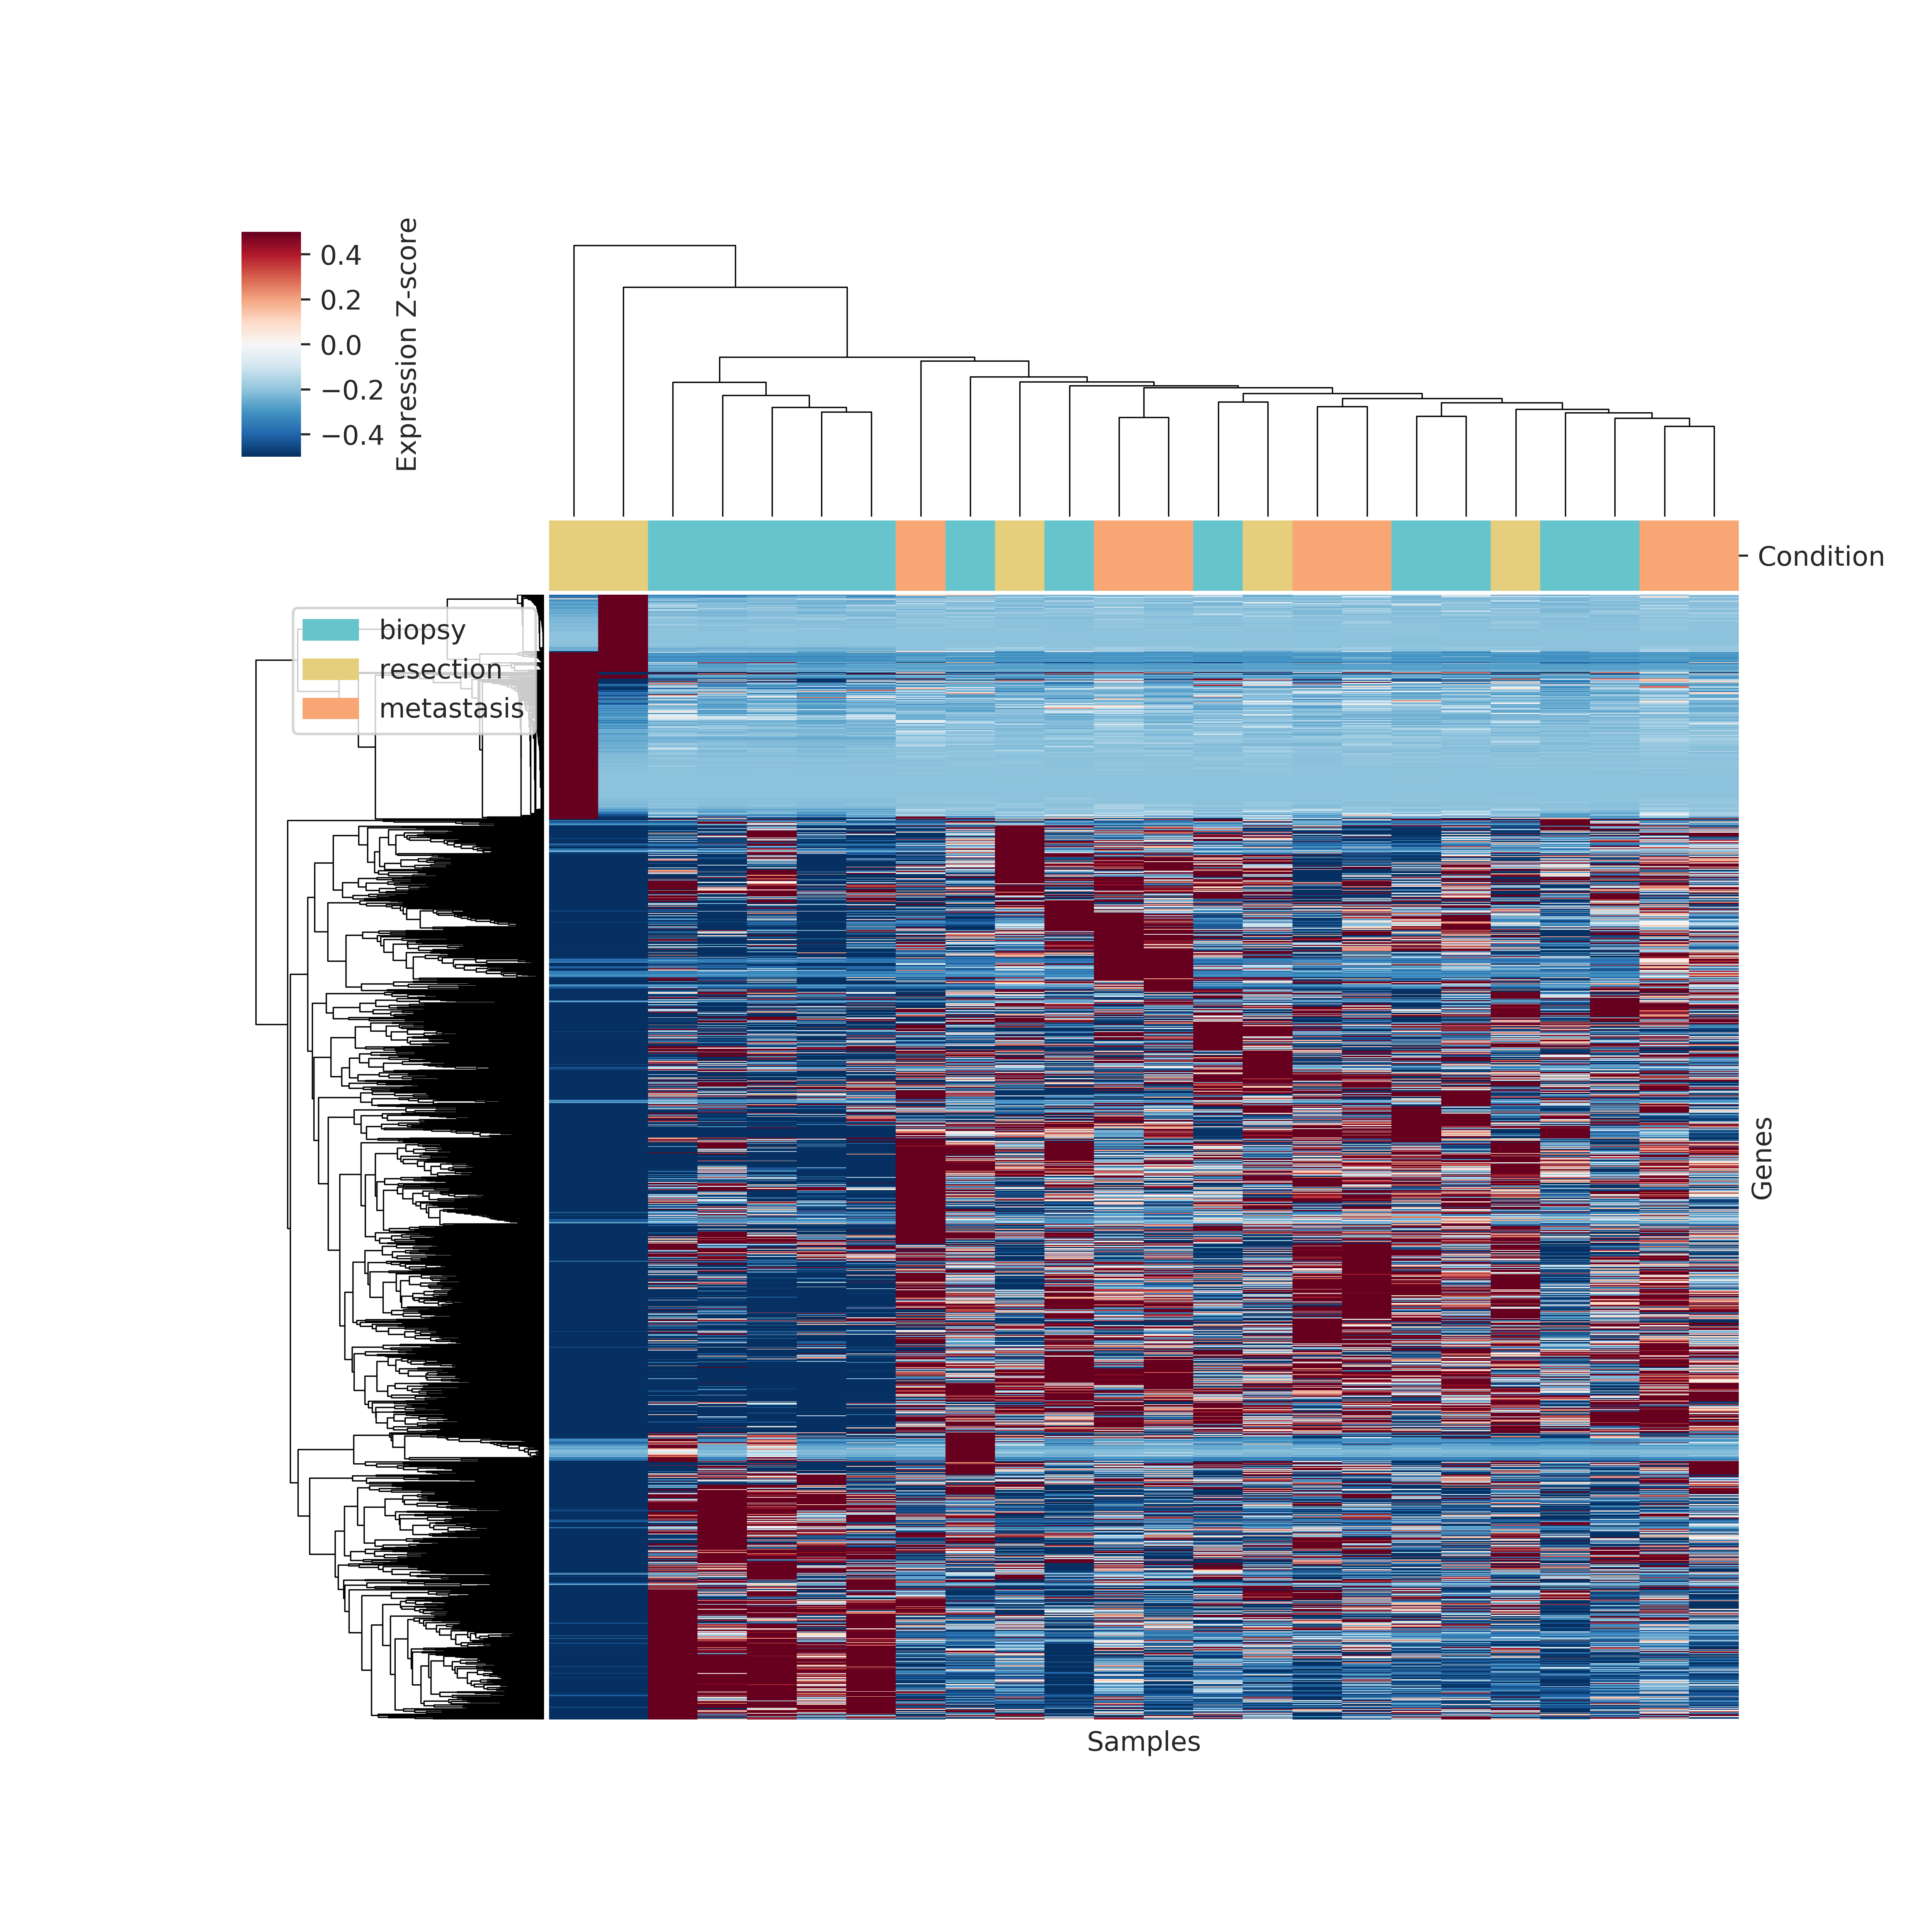 0.4
0.2
0.0
−0.2
−0.4
Expression Z-score
Condition
biopsy
resection
metastasis
Genes
Samples